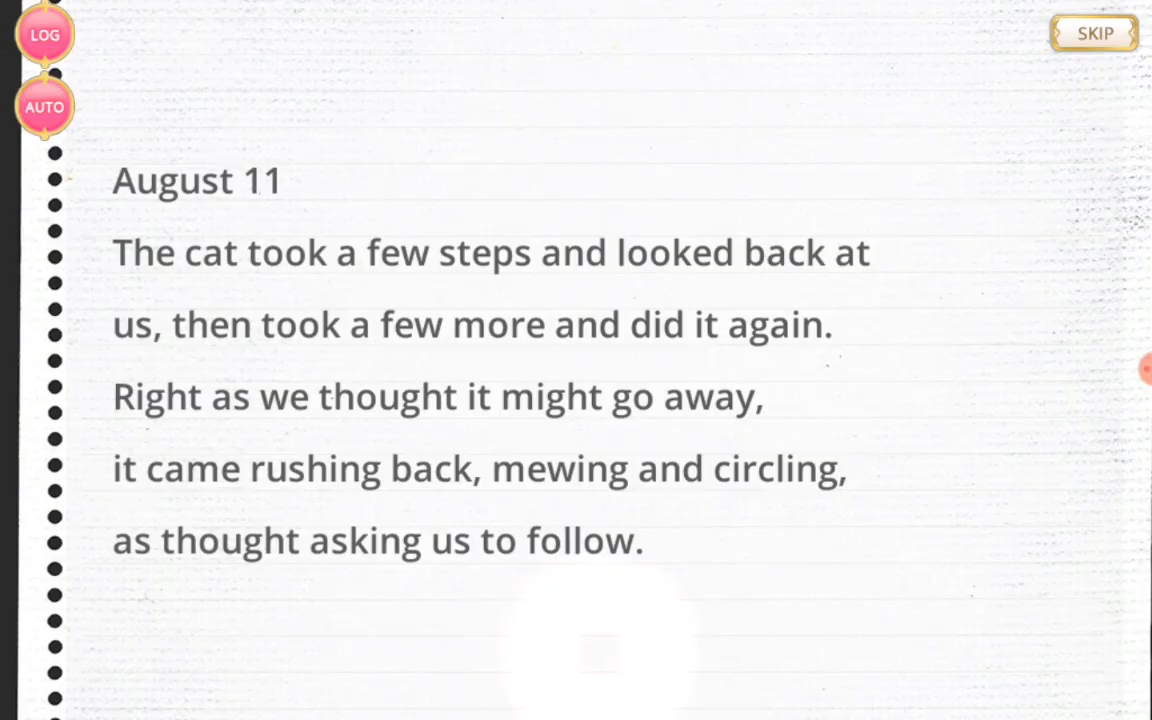 LOG
SKIP
AUTO
August 11
The cat took a few steps and looked back at
us, then took a few more and did it again.
Right as we thought it might go away,
it came rushing back, mewing and circling,
as thought asking us to follow.